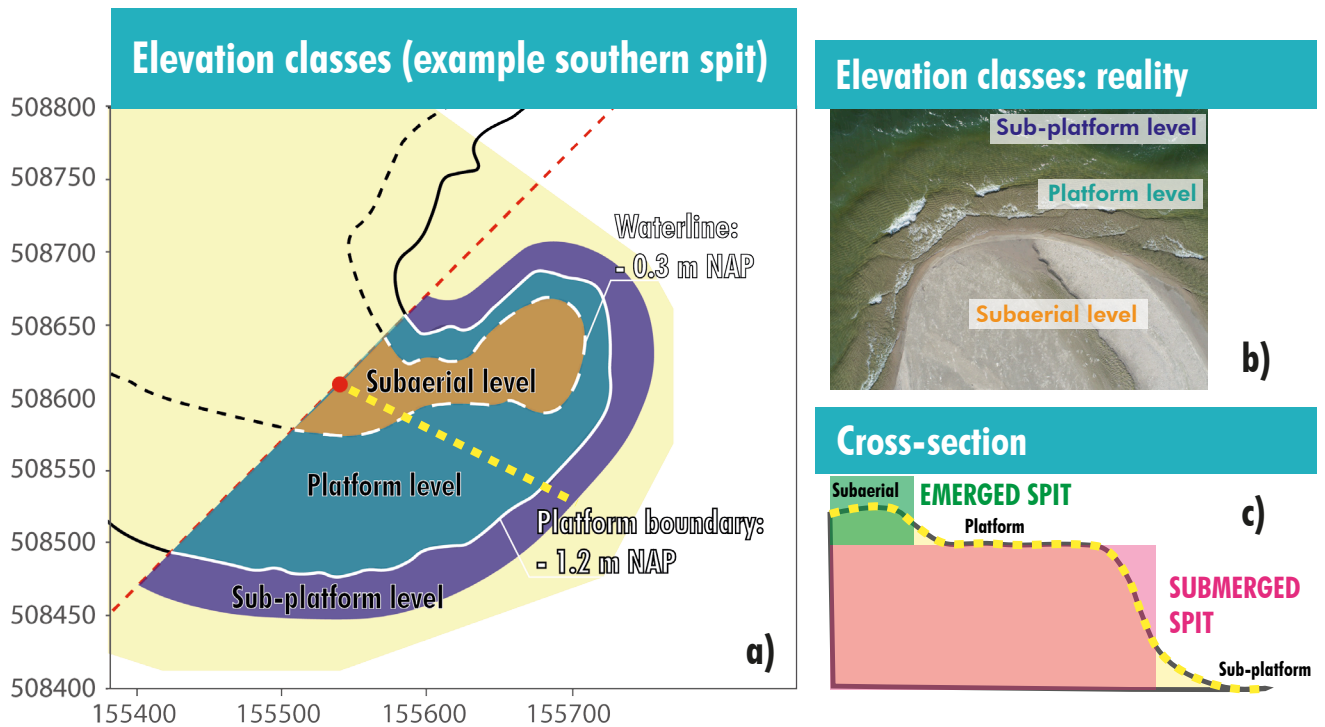 Elevation classes (example southern spit)
508800
508750
508700
508650
508600
508550
508500
508450
508400
155400
155500
155600
155700
Waterline:
- 0.3 m NAP
Subaerial level
Platform level
Platform boundary:
- 1.2 m NAP
Sub-platform level
a)
Elevation classes: reality
Sub-platform level
Platform level
Subaerial level
b)
Cross-section
Subaerial
EMERGED SPIT
Platform
c)
SUBMERGED
SPIT
Sub-platform